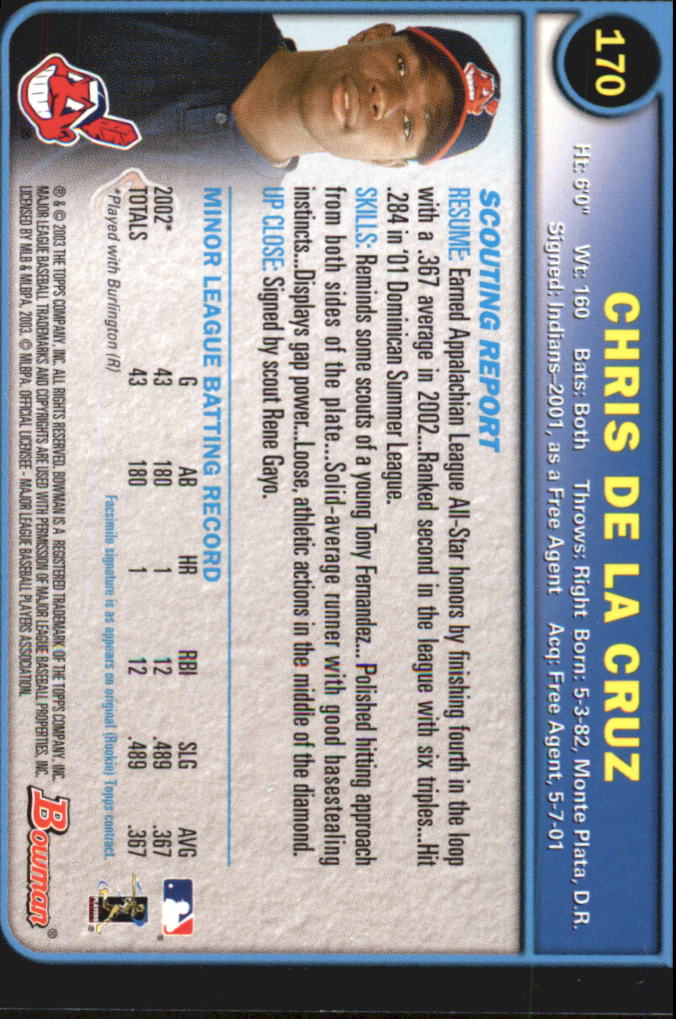 170
CHRIS DE LA CRUZ
Ht: 6'0" Wt: 160 Bats: Both Throws: Right Born: 5-3-82, Monte Plata, D.R.
Signed: Indians–2001, as a Free Agent Acq: Free Agent, 5-7-01
SCOUTING REPORT
RESUME: Earned Appalachian League All-Star honors by finishing fourth in the loop
with a .367 average in 2002...Ranked second in the league with six triples...Hit
.284 in '01 Dominican Summer League.
SKILLS: Reminds some scouts of a young Tony Fernandez... Polished hitting approach
from both sides of the plate...Solid-average runner with good basestealing
instincts...Displays gap power...Loose, athletic actions in the middle of the diamond.
UP CLOSE: Signed by scout Rene Gayo.
MINOR LEAGUE BATTING RECORD
G AB HR RBI SLG AVG
2002* 43 180 1 12 .489 .367
TOTALS 43 180 1 12 .489 .367
*Played with Burlington (R)
Facsimile signature is as appears on original (Rookie) Topps contract.
® & © 2003 THE TOPPS COMPANY, INC. ALL RIGHTS RESERVED. BOWMAN IS A REGISTERED TRADEMARK OF THE TOPPS COMPANY, INC.
MAJOR LEAGUE BASEBALL TRADEMARKS AND COPYRIGHTS ARE USED WITH PERMISSION OF MAJOR LEAGUE BASEBALL PROPERTIES, INC.
LICENSED BY MLB & MLBPA, 2003. © MLBPA. OFFICIAL LICENSEE - MAJOR LEAGUE BASEBALL PLAYERS ASSOCIATION.
Bowman®